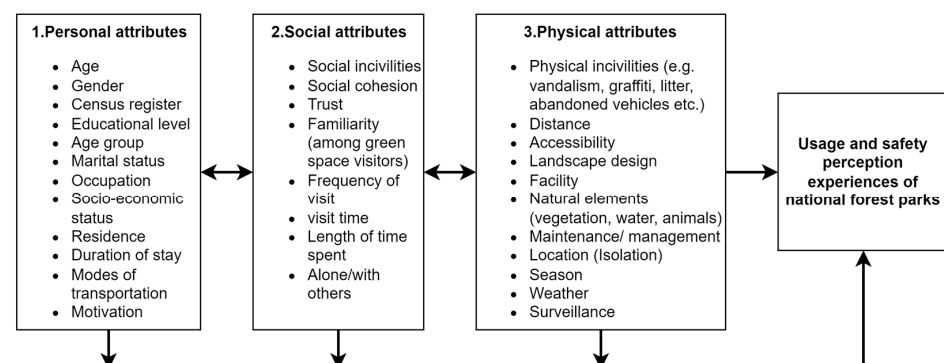 1.Personal attributes
• Age
• Gender
• Census register
• Educational level
• Age group
• Marital status
• Occupation
• Socio-economic
status
• Residence
• Duration of stay
• Modes of
transportation
• Motivation
2.Social attributes
• Social incivilities
• Social cohesion
• Trust
• Familiarity
(among green
space visitors)
• Frequency of
visit
• visit time
• Length of time
spent
• Alone/with
others
3.Physical attributes
• Physical incivilities (e.g.
vandalism, graffiti, litter,
abandoned vehicles etc.)
• Distance
• Accessibility
• Landscape design
• Facility
• Natural elements
(vegetation, water, animals)
• Maintenance/ management
• Location (Isolation)
• Season
• Weather
• Surveillance
Usage and safety
perception
experiences of
national forest parks